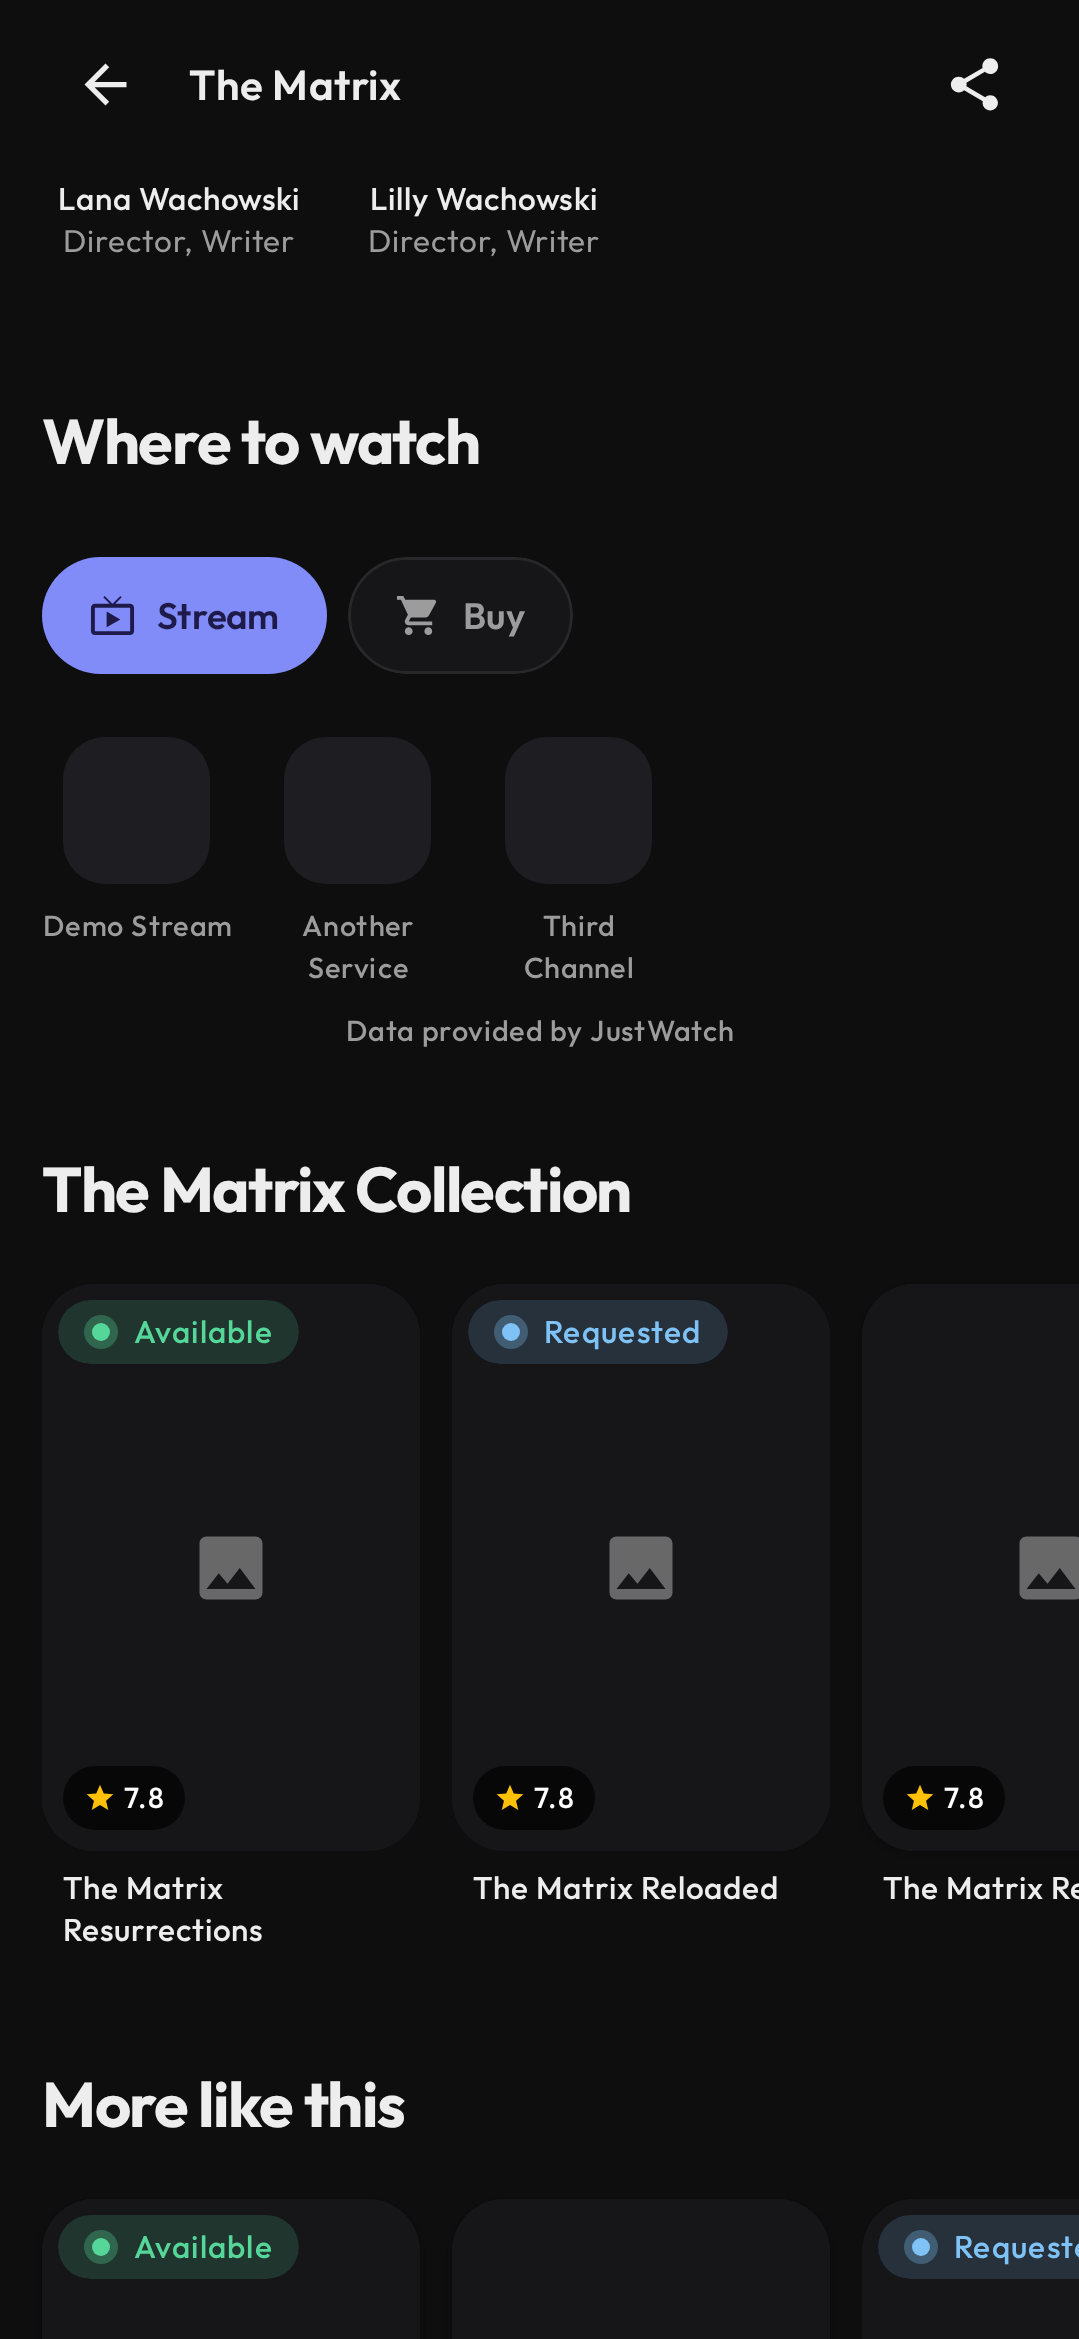 The Matrix
Lana Wachowski
Director, Writer
Lilly Wachowski
Director, Writer
Where to watch
Stream
Buy
Demo Stream
Another
Service
Third
Channel
Data provided by JustWatch
The Matrix Collection
Available
Requested
7.8
7.8
7.8
The Matrix
Resurrections
The Matrix Reloaded
The Matrix
More like this
Available